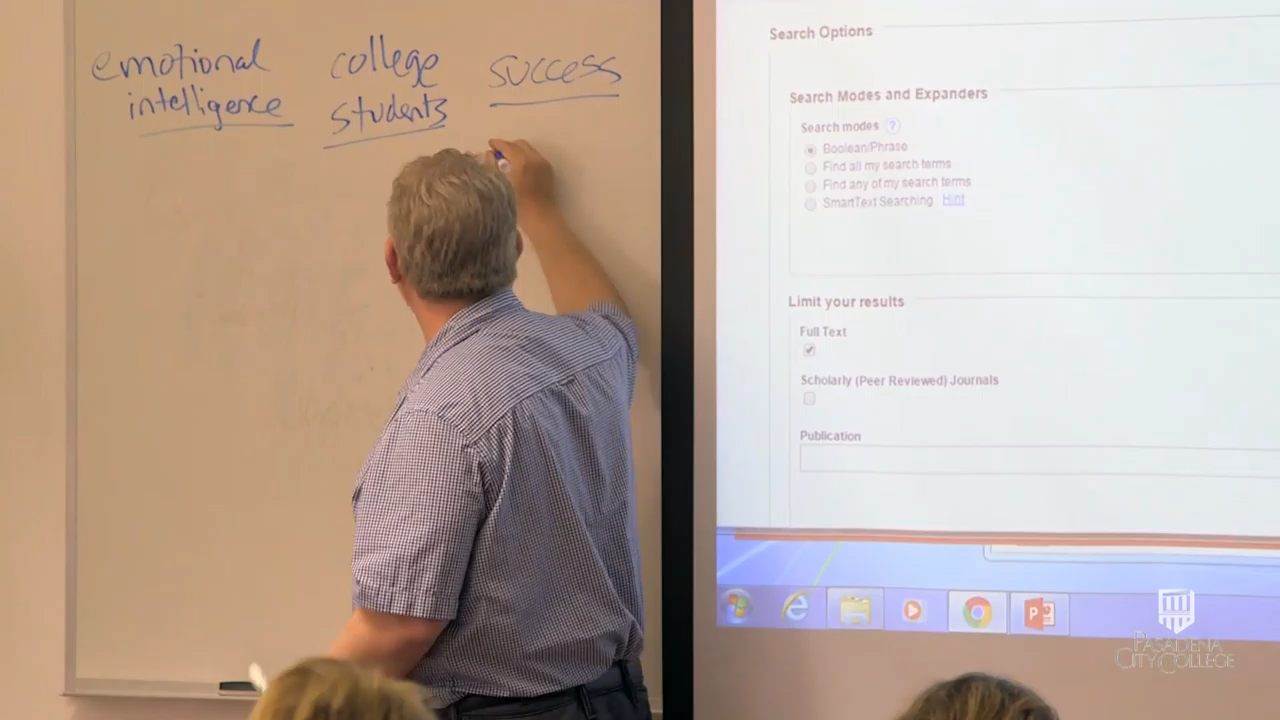 emotional
intelligence
college
students
success
Search Options
Search Modes and Expanders
Search modes ?
Boolean/Phrase
Find all my search terms
Find any of my search terms
SmartText Searching Hint
Limit your results
Full Text
Scholarly (Peer Reviewed) Journals
Publication
PASADENA
CITY COLLEGE